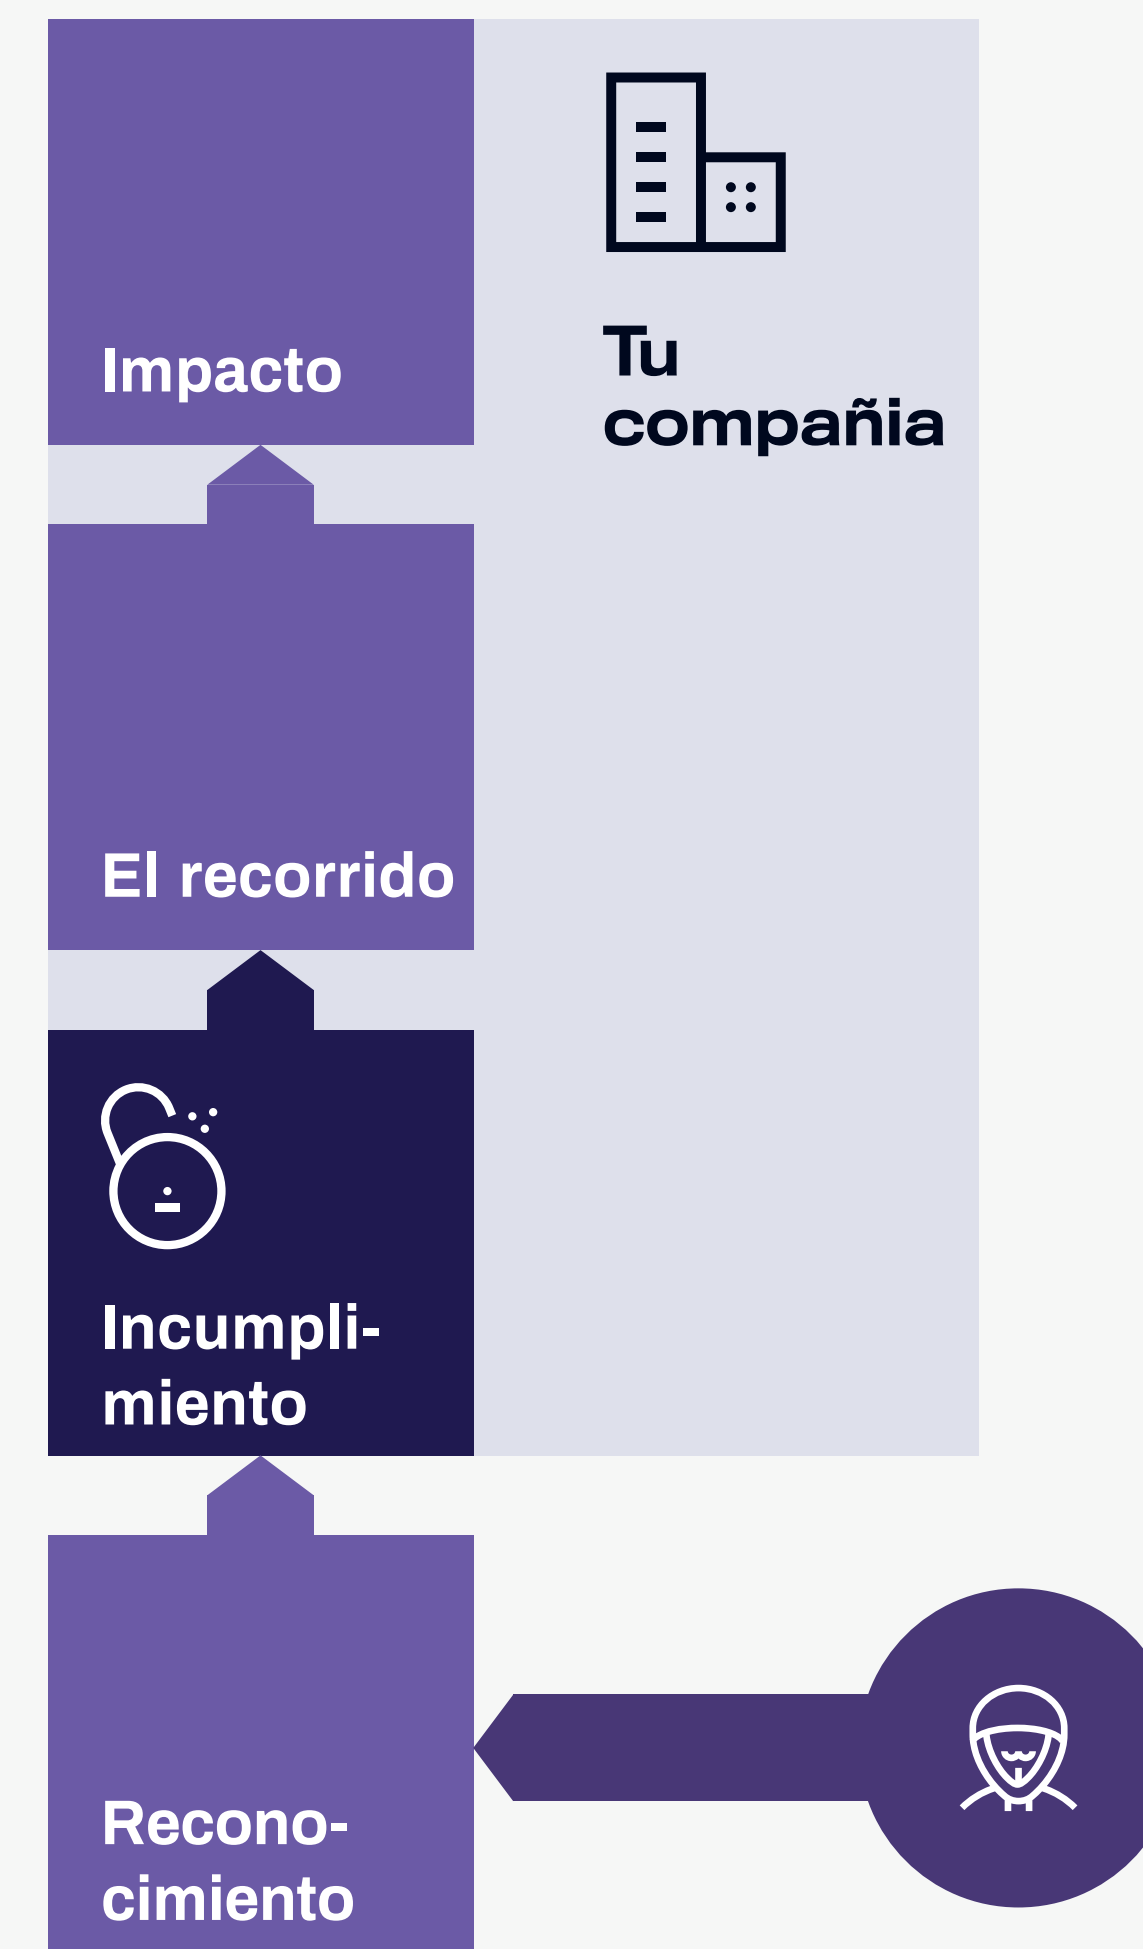 Impacto
Tu
compañia
El recorrido
Incumpli-
miento
Recono-
cimiento